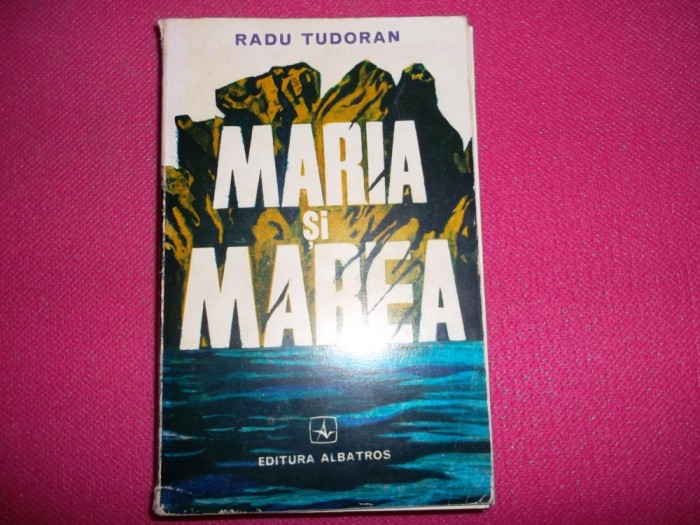 RADU TUDORAN
MARIA
și
MAREA
EDITURA ALBATROS